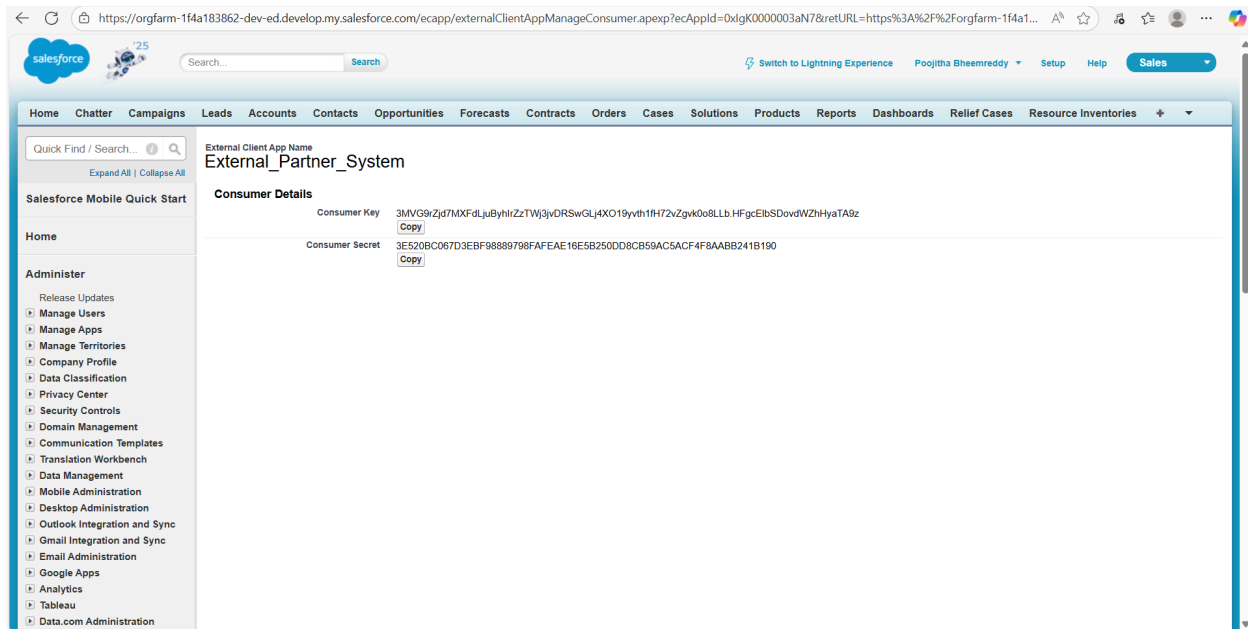 https://orgfarm-1f4a183862-dev-ed.develop.my.salesforce.com/ecapp/externalClientAppManageConsumer.apexp?ecAppId=0xIgK0000003aN7&retURL=https%3A%2F%2Forgfarm-1f4a1...
salesforce
'25
Search...
Search
Switch to Lightning Experience
Poojitha Bheemreddy
Setup
Help
Sales
Home Chatter Campaigns Leads Accounts Contacts Opportunities Forecasts Contracts Orders Cases Solutions Products Reports Dashboards Relief Cases Resource Inventories +
Quick Find / Search...
Expand All | Collapse All
Salesforce Mobile Quick Start
Home
Administer
Release Updates
Manage Users
Manage Apps
Manage Territories
Company Profile
Data Classification
Privacy Center
Security Controls
Domain Management
Communication Templates
Translation Workbench
Data Management
Mobile Administration
Desktop Administration
Outlook Integration and Sync
Gmail Integration and Sync
Email Administration
Google Apps
Analytics
Tableau
Data.com Administration
External Client App Name
External_Partner_System
Consumer Details
Consumer Key 3MVG9rZjd7MXFdLjuByhIrZzTWj3jvDRSwGLj4XO19yvth1fH72vZgvk0o8LLb.HFgcElbSDovdWZhHyaTA9z
Copy
Consumer Secret 3E520BC067D3EBF98889798FAFEAE16E5B250DD8CB59AC5ACF4F8AABB241B190
Copy